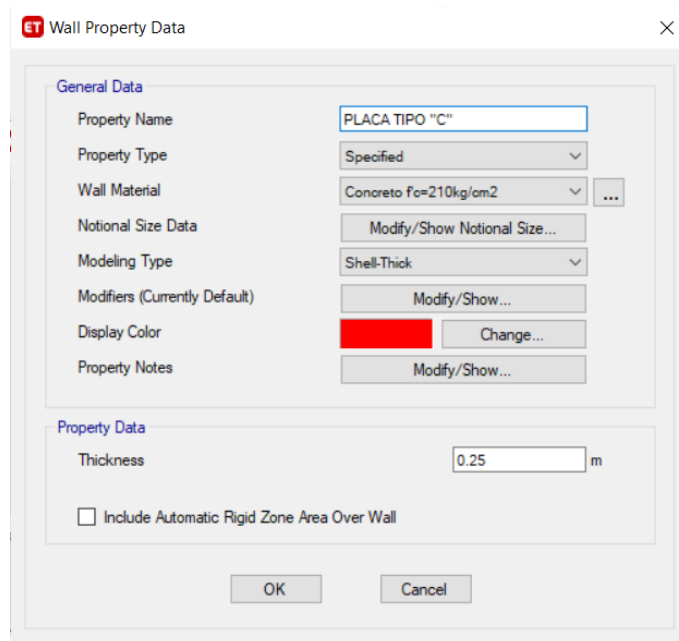 ET Wall Property Data
General Data
Property Name PLACA TIPO "C"
Property Type Specified
Wall Material Concreto f'c=210kg/cm2 ...
Notional Size Data Modify/Show Notional Size...
Modeling Type Shell-Thick
Modifiers (Currently Default) Modify/Show...
Display Color Change...
Property Notes Modify/Show...
Property Data
Thickness 0.25 m
Include Automatic Rigid Zone Area Over Wall
OK Cancel